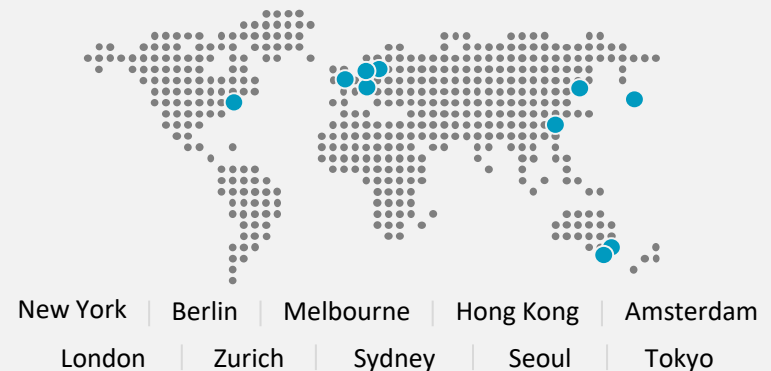 New York | Berlin | Melbourne | Hong Kong | Amsterdam
London | Zurich | Sydney | Seoul | Tokyo